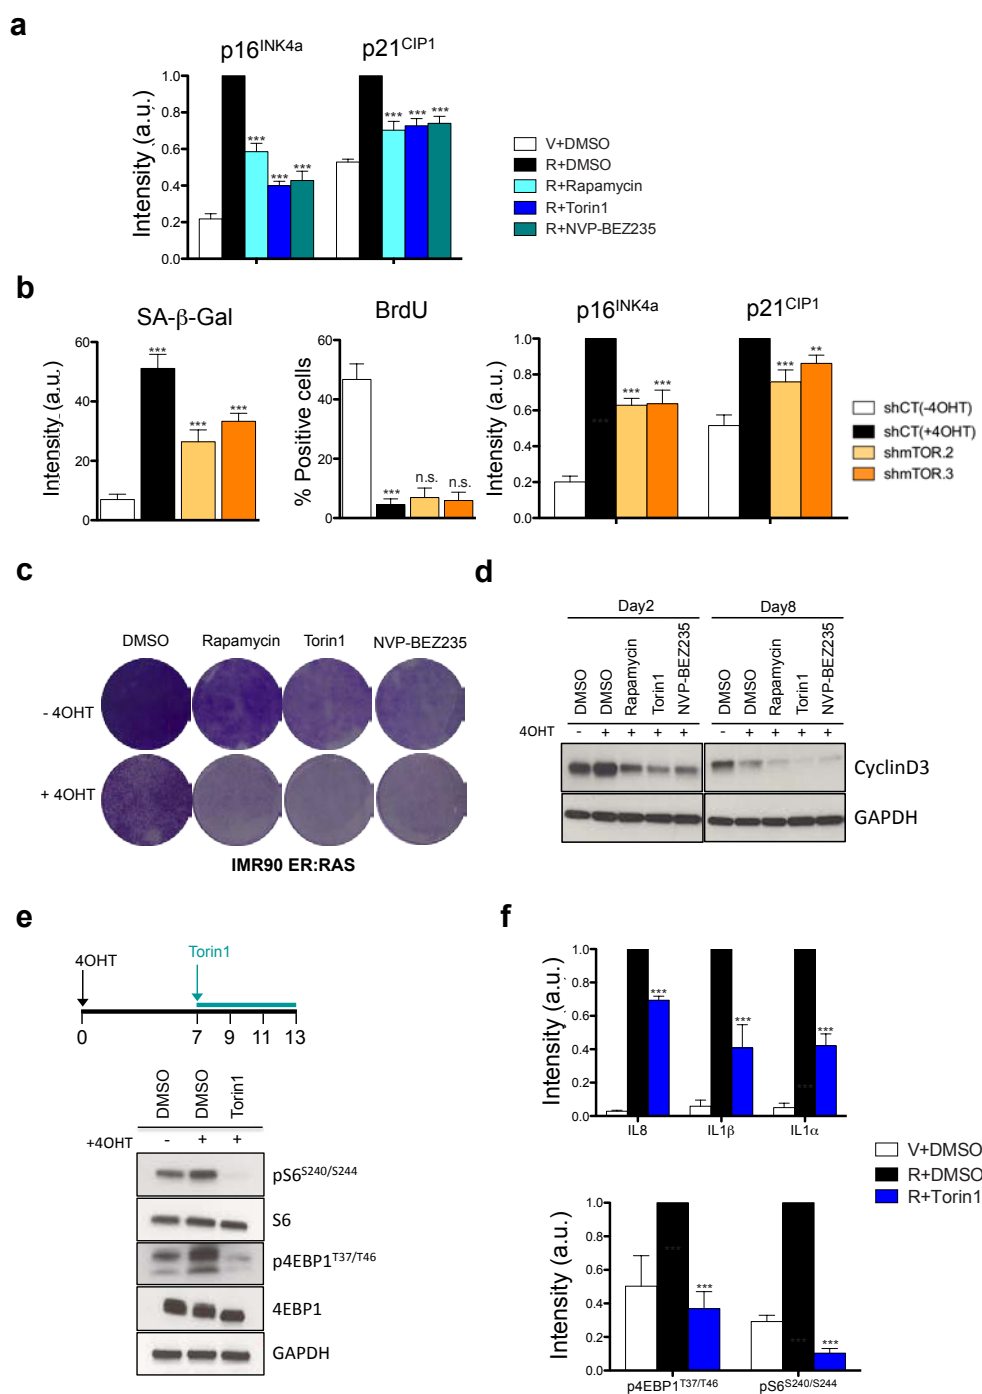 a
p16INK4a
p21CIP1
Intensity (a.u.)
1.0
0.8
0.6
0.4
0.2
0.0
***
***
***
***
***
***
V+DMSO
R+DMSO
R+Rapamycin
R+Torin1
R+NVP-BEZ235
b
SA-β-Gal
Intensity (a.u.)
60
40
20
0
***
***
***
BrdU
% Positive cells
60
40
20
0
***
n.s.
n.s.
p16INK4a
p21CIP1
Intensity (a.u.)
1.0
0.8
0.6
0.4
0.2
0.0
***
***
***
***
**
shCT(-4OHT)
shCT(+4OHT)
shmTOR.2
shmTOR.3
c
DMSO
Rapamycin
Torin1
NVP-BEZ235
- 4OHT
+ 4OHT
IMR90 ER:RAS
d
Day2
Day8
DMSO
DMSO
Rapamycin
Torin1
NVP-BEZ235
DMSO
DMSO
Rapamycin
Torin1
NVP-BEZ235
4OHT - + + + + - + + + +
CyclinD3
GAPDH
e
4OHT
Torin1
0 7 9 11 13
DMSO
DMSO
Torin1
+4OHT - + +
pS6S240/S244
S6
p4EBP1T37/T46
4EBP1
GAPDH
f
Intensity (a.u.)
1.0
0.8
0.6
0.4
0.2
0.0
***
***
***
***
IL8
IL1β
IL1α
V+DMSO
R+DMSO
R+Torin1
Intensity (a.u.)
1.0
0.8
0.6
0.4
0.2
0.0
***
***
***
***
p4EBP1T37/T46
pS6S240/S244